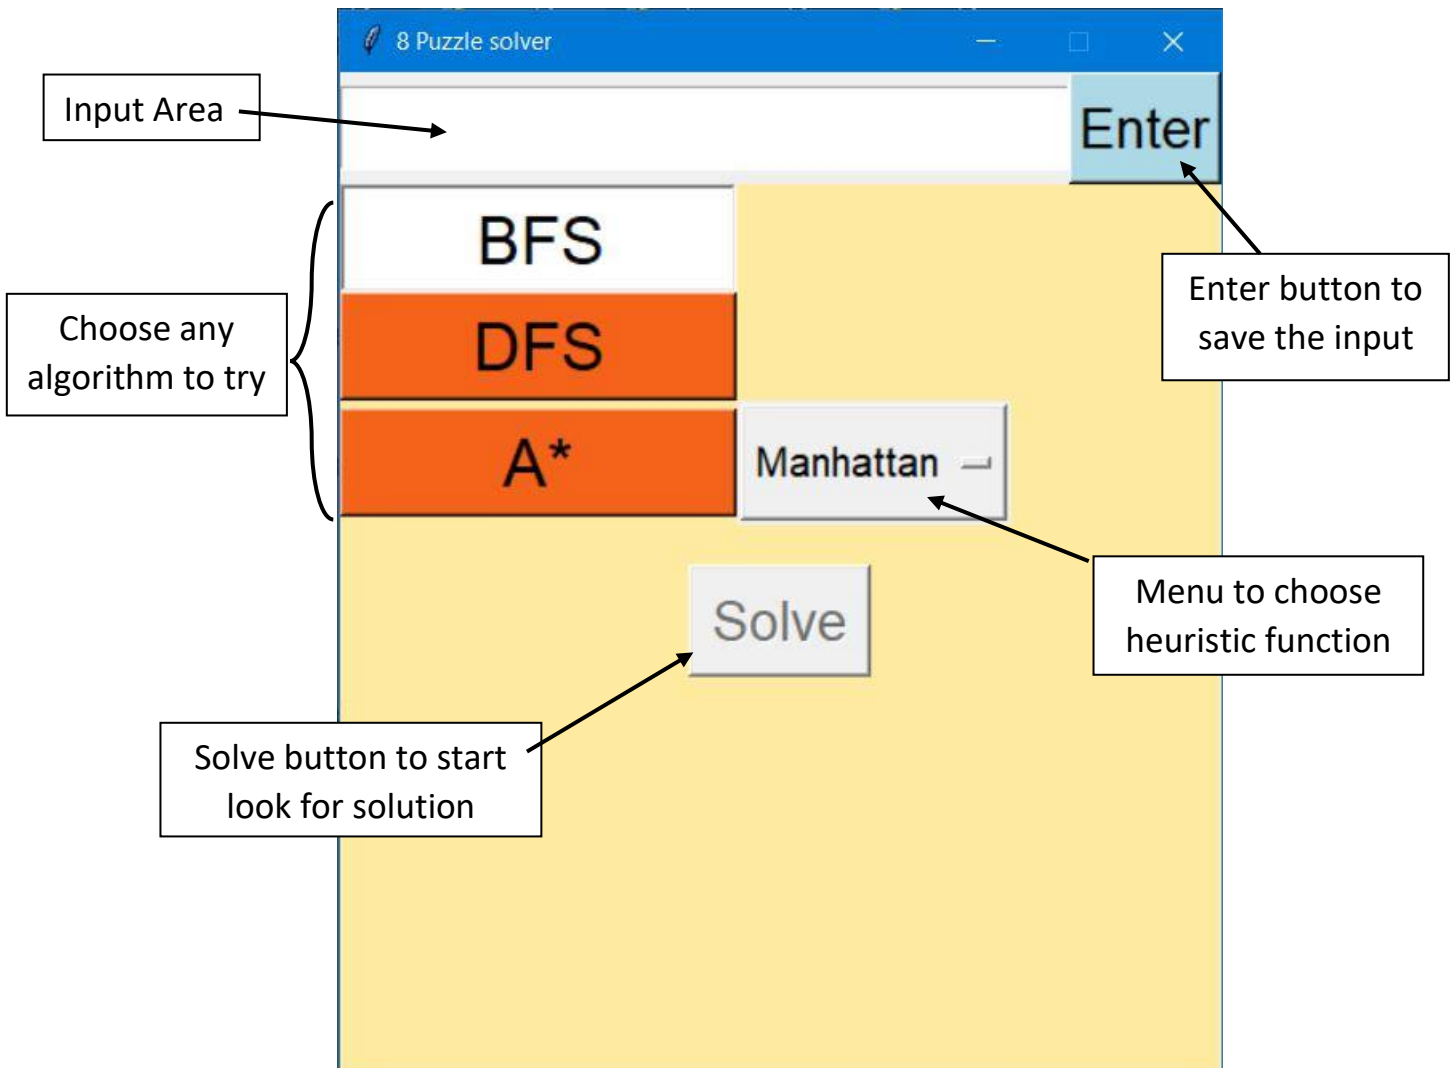 8 Puzzle solver
Input Area
Enter
BFS
Enter button to
save the input
Choose any
algorithm to try
DFS
A*
Manhattan
Solve
Menu to choose
heuristic function
Solve button to start
look for solution